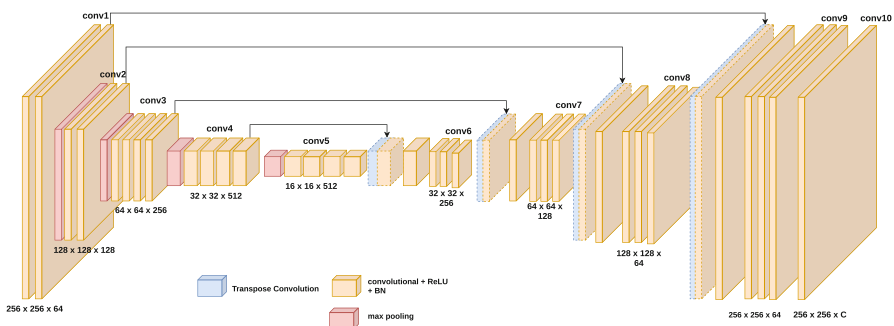 conv1
conv2
conv3
conv4
conv5
conv6
conv7
conv8
conv9
conv10
256 x 256 x 64
128 x 128 x 128
64 x 64 x 256
32 x 32 x 512
16 x 16 x 512
32 x 32 x
256
64 x 64 x
128
128 x 128 x
64
256 x 256 x 64
256 x 256 x C
Transpose Convolution
convolutional + ReLU
+ BN
max pooling